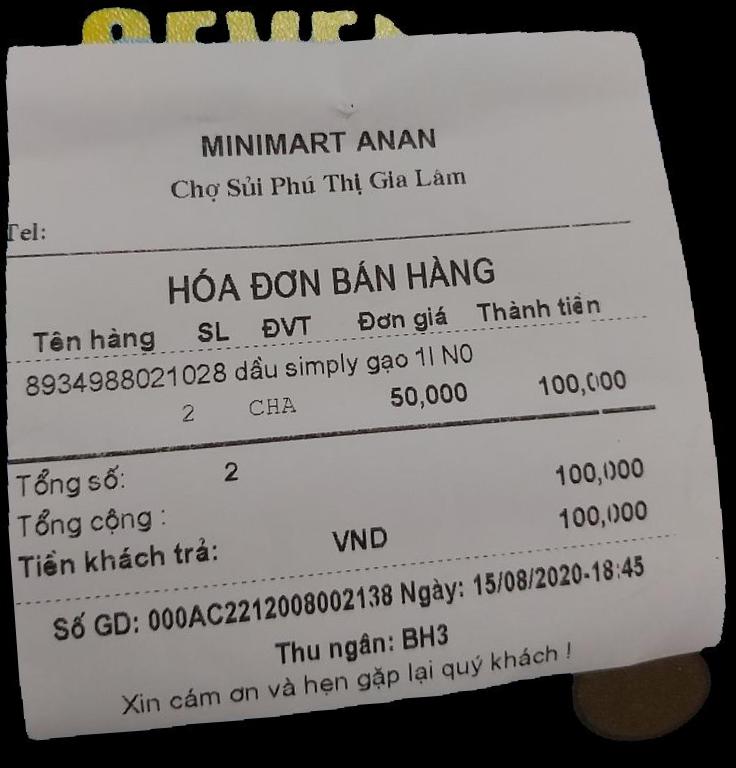 MINIMART ANAN
Chợ Sủi Phú Thị Gia Lâm
Tel:
HÓA ĐƠN BÁN HÀNG
Tên hàng SL ĐVT Đơn giá Thành tiền
8934988021028 dầu simply gạo 1l N0
2 CHA 50,000 100,000
Tổng số: 2 100,000
Tổng cộng : 100,000
Tiền khách trả: VND
Số GD: 000AC2212008002138 Ngày: 15/08/2020-18:45
Thu ngân: BH3
Xin cám ơn và hẹn gặp lại quý khách !